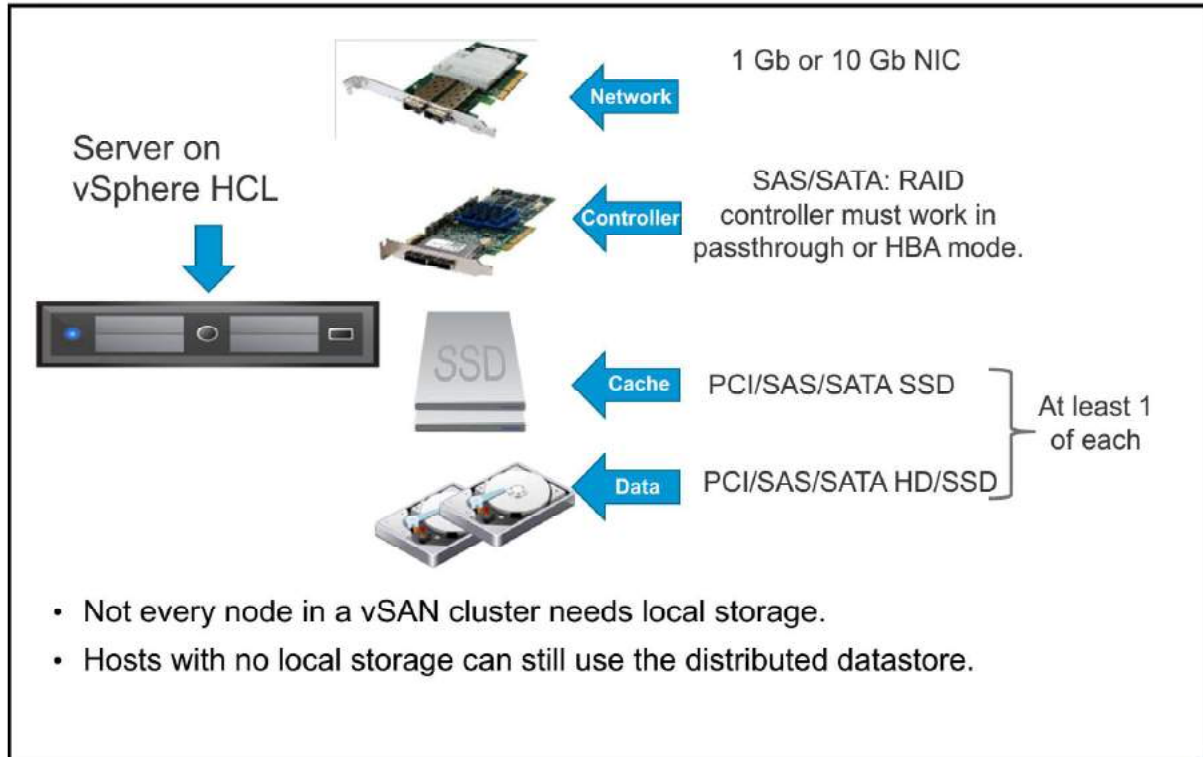 1 Gb or 10 Gb NIC
Network
Server on
vSphere HCL
SAS/SATA: RAID
controller must work in
passthrough or HBA mode.
Controller
SSD
Cache
PCI/SAS/SATA SSD
At least 1
of each
Data
PCI/SAS/SATA HD/SSD
• Not every node in a vSAN cluster needs local storage.
• Hosts with no local storage can still use the distributed datastore.